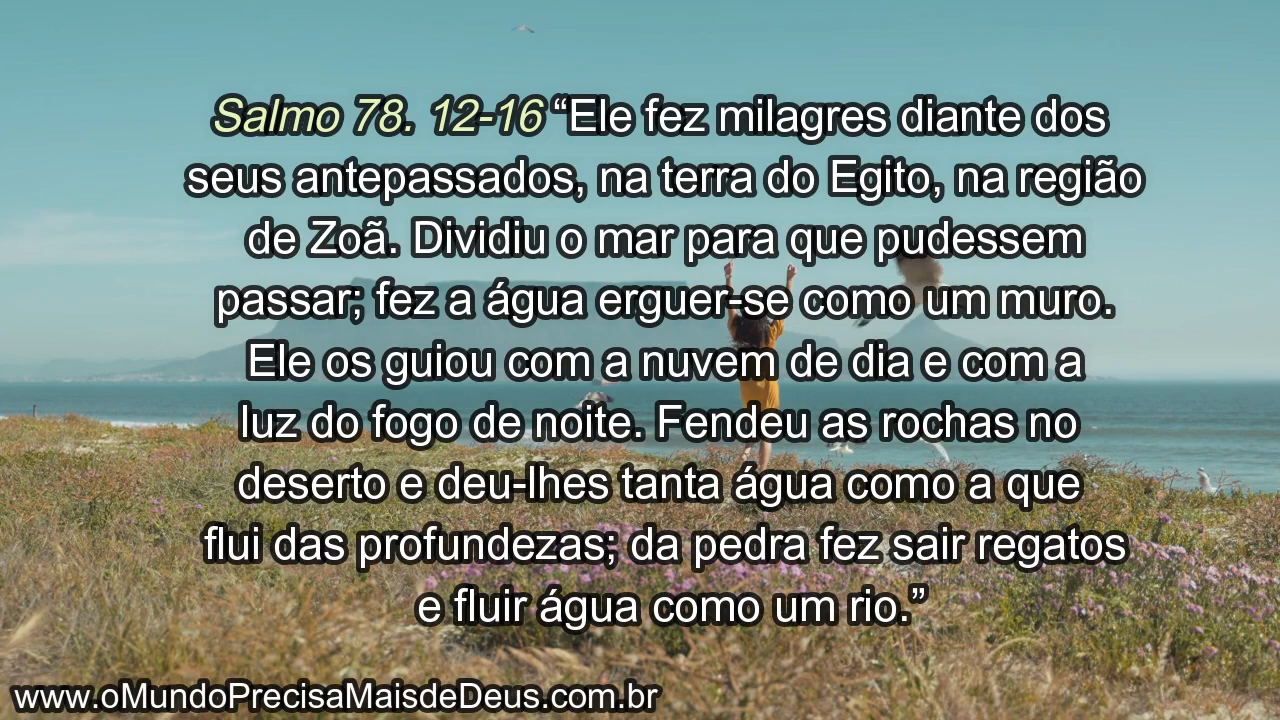 Salmo 78. 12-16 “Ele fez milagres diante dos
seus antepassados, na terra do Egito, na região
de Zoã. Dividiu o mar para que pudessem
passar; fez a água erguer-se como um muro.
Ele os guiou com a nuvem de dia e com a
luz do fogo de noite. Fendeu as rochas no
deserto e deu-lhes tanta água como a que
flui das profundezas; da pedra fez sair regatos
e fluir água como um rio.”
www.oMundoPrecisaMaisdeDeus.com.br